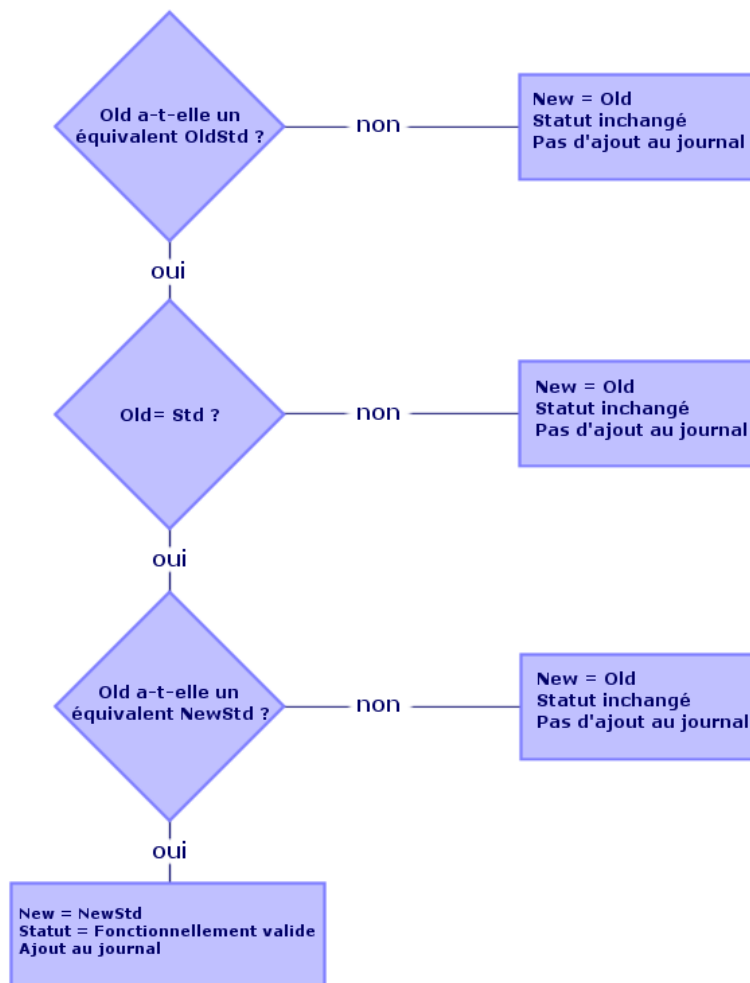 Old a-t-elle un
équivalent OldStd ?
non
New = Old
Statut inchangé
Pas d'ajout au journal
oui
Old= Std ?
non
New = Old
Statut inchangé
Pas d'ajout au journal
oui
Old a-t-elle un
équivalent NewStd ?
non
New = Old
Statut inchangé
Pas d'ajout au journal
oui
New = NewStd
Statut = Fonctionnellement valide
Ajout au journal